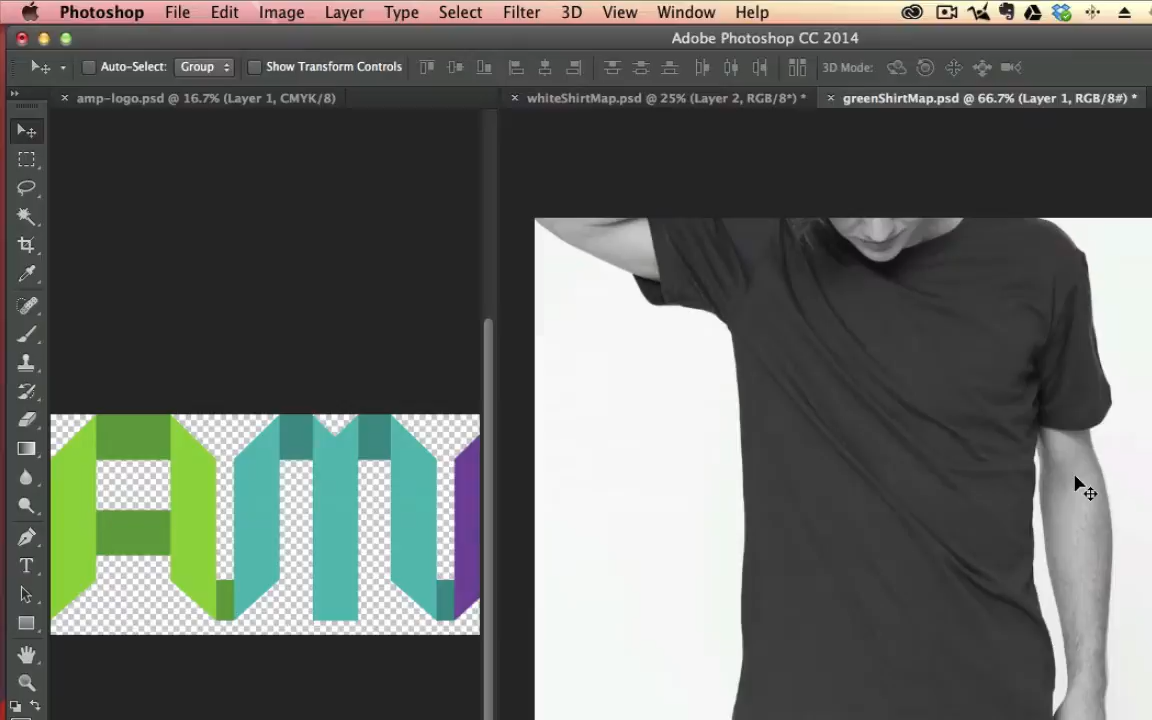 Photoshop File Edit Image Layer Type Select Filter 3D View Window Help
Adobe Photoshop CC 2014
Auto-Select: Group Show Transform Controls 3D Mode:
amp-logo.psd @ 16.7% (Layer 1, CMYK/8) whiteShirtMap.psd @ 25% (Layer 2, RGB/8*) * greenShirtMap.psd @ 66.7% (Layer 1, RGB/8#) *
AM